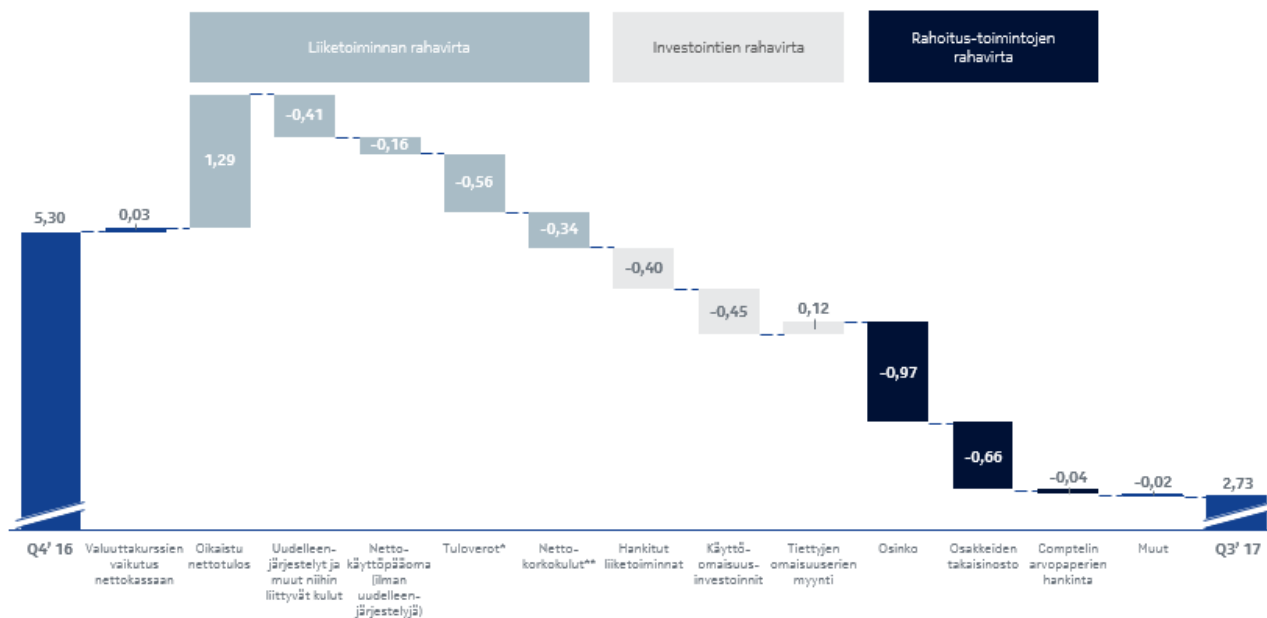 Liiketoiminnan rahavirta
Investointien rahavirta
Rahoitus-toimintojen
rahavirta
5,30
0,03
1,29
-0,41
-0,16
-0,56
-0,34
-0,40
-0,45
0,12
-0,97
-0,66
-0,04
-0,02
2,73
Q4' 16
Valuuttakurssien
vaikutus
nettokassaan
Oikaistu
nettotulos
Uudelleen-
järjestelyt ja
muut niihin
liittyvät kulut
Netto-
käyttöpääoma
(ilman
uudelleen-
järjestelyjä)
Tuloverot*
Netto-
korkokulut**
Hankitut
liiketoiminnat
Käyttö-
omaisuus-
investoinnit
Tiettyjen
omaisuuserien
myynti
Osinko
Osakkeiden
takaisinosto
Comptelin
arvopaperien
hankinta
Muut
Q3' 17